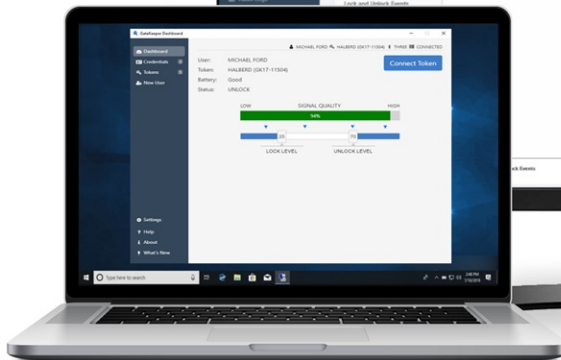 Lock and Unlock Events
GateKeeper Dashboard
MICHAEL FORD HALBERD (GK17-11504) THREE CONNECTED
Dashboard
Credentials
Tokens
New User
User: MICHAEL FORD
Token: HALBERD (GK17-11504)
Battery: Good
Status: UNLOCK
Connect Token
LOW SIGNAL QUALITY HIGH
94%
LOCK LEVEL UNLOCK LEVEL
ck Events
Settings
Help
About
What's New
Type here to search